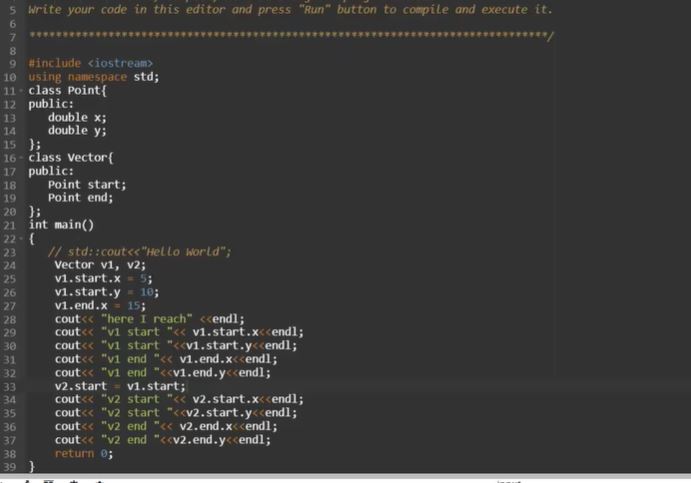 5 Write your code in this editor and press "Run" button to compile and execute it.
6
7 *******************************************************************************/
8
9 #include <iostream>
10 using namespace std;
11 class Point{
12 public:
13 double x;
14 double y;
15 };
16 class Vector{
17 public:
18 Point start;
19 Point end;
20 };
21 int main()
22 {
23 // std::cout<<"Hello World";
24 Vector v1, v2;
25 v1.start.x = 5;
26 v1.start.y = 10;
27 v1.end.x = 15;
28 cout<< "here I reach" <<endl;
29 cout<< "v1 start "<< v1.start.x<<endl;
30 cout<< "v1 start "<<v1.start.y<<endl;
31 cout<< "v1 end "<< v1.end.x<<endl;
32 cout<< "v1 end "<<v1.end.y<<endl;
33 v2.start = v1.start;
34 cout<< "v2 start "<< v2.start.x<<endl;
35 cout<< "v2 start "<<v2.start.y<<endl;
36 cout<< "v2 end "<< v2.end.x<<endl;
37 cout<< "v2 end "<<v2.end.y<<endl;
38 return 0;
39 }